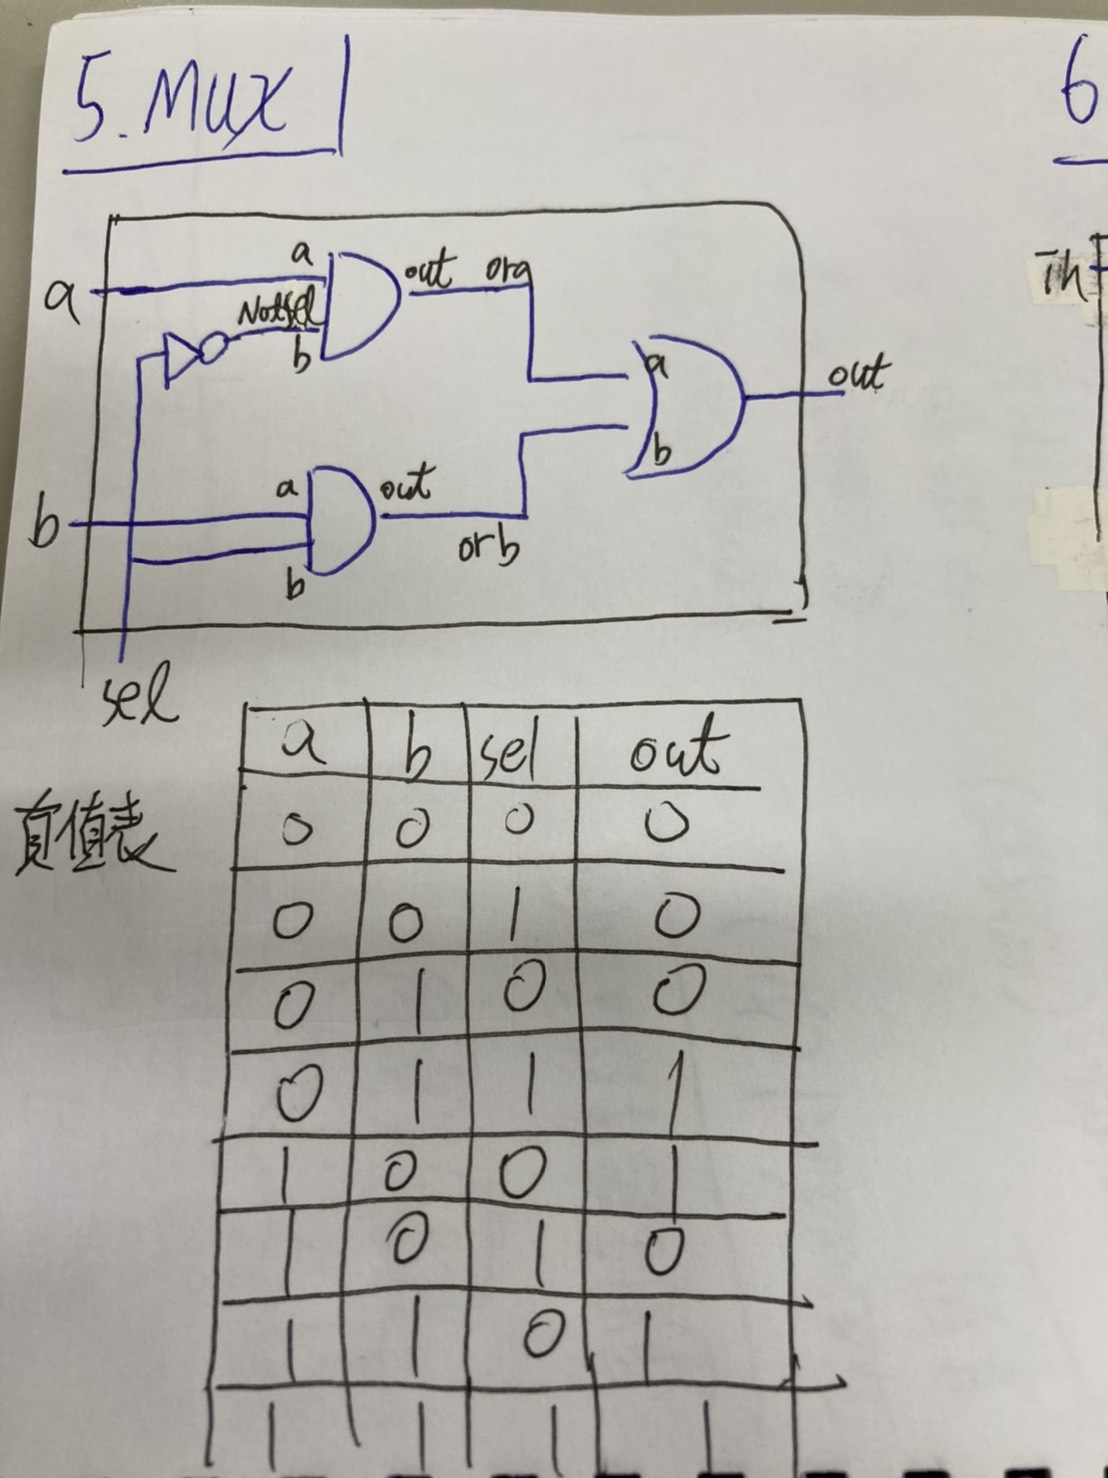 5.Mux
6
a
a
out
ora
Notsel
b
a
b
out
a
out
b
b
orb
sel
th
真值表
a b sel out
0 0 0 0
0 0 1 0
0 1 0 0
0 1 1 1
1 0 0 1
1 0 1 0
1 1 0 1
1 1 1 1